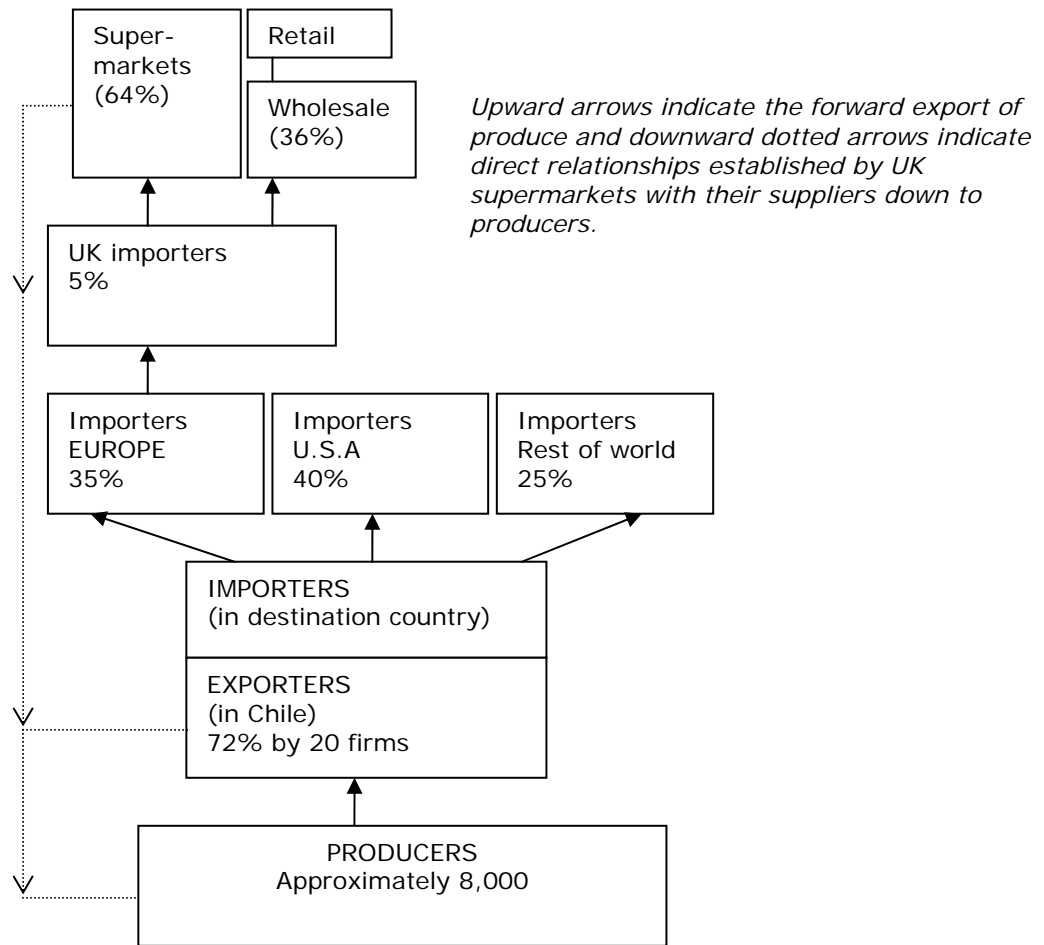 Super-
markets
(64%)
Retail
Wholesale
(36%)
Upward arrows indicate the forward export of
produce and downward dotted arrows indicate
direct relationships established by UK
supermarkets with their suppliers down to
producers.
UK importers
5%
Importers
EUROPE
35%
Importers
U.S.A
40%
Importers
Rest of world
25%
IMPORTERS
(in destination country)
EXPORTERS
(in Chile)
72% by 20 firms
PRODUCERS
Approximately 8,000